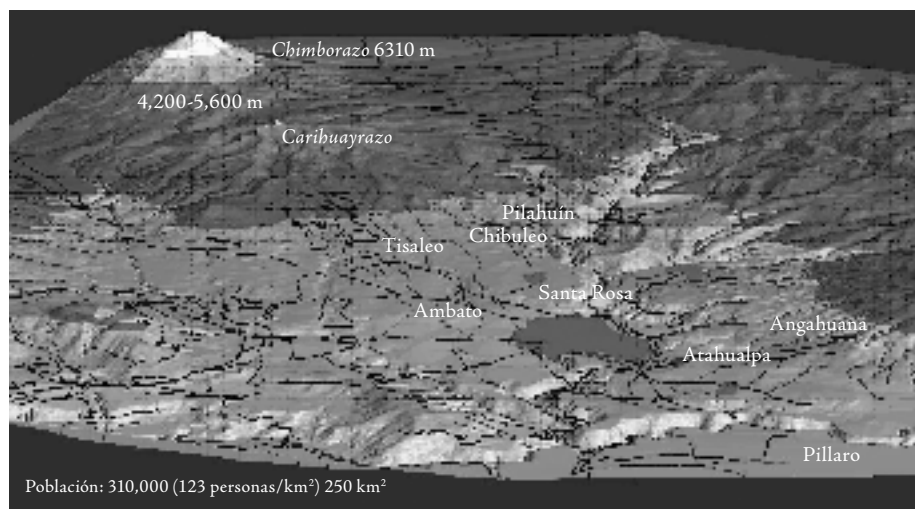 Chimborazo 6310 m
4,200-5,600 m
Carihuayrazo
Pilahuín
Chibuleo
Tisaleo
Santa Rosa
Ambato
Angahuana
Atahualpa
Pillaro
Población: 310,000 (123 personas/km²) 250 km²